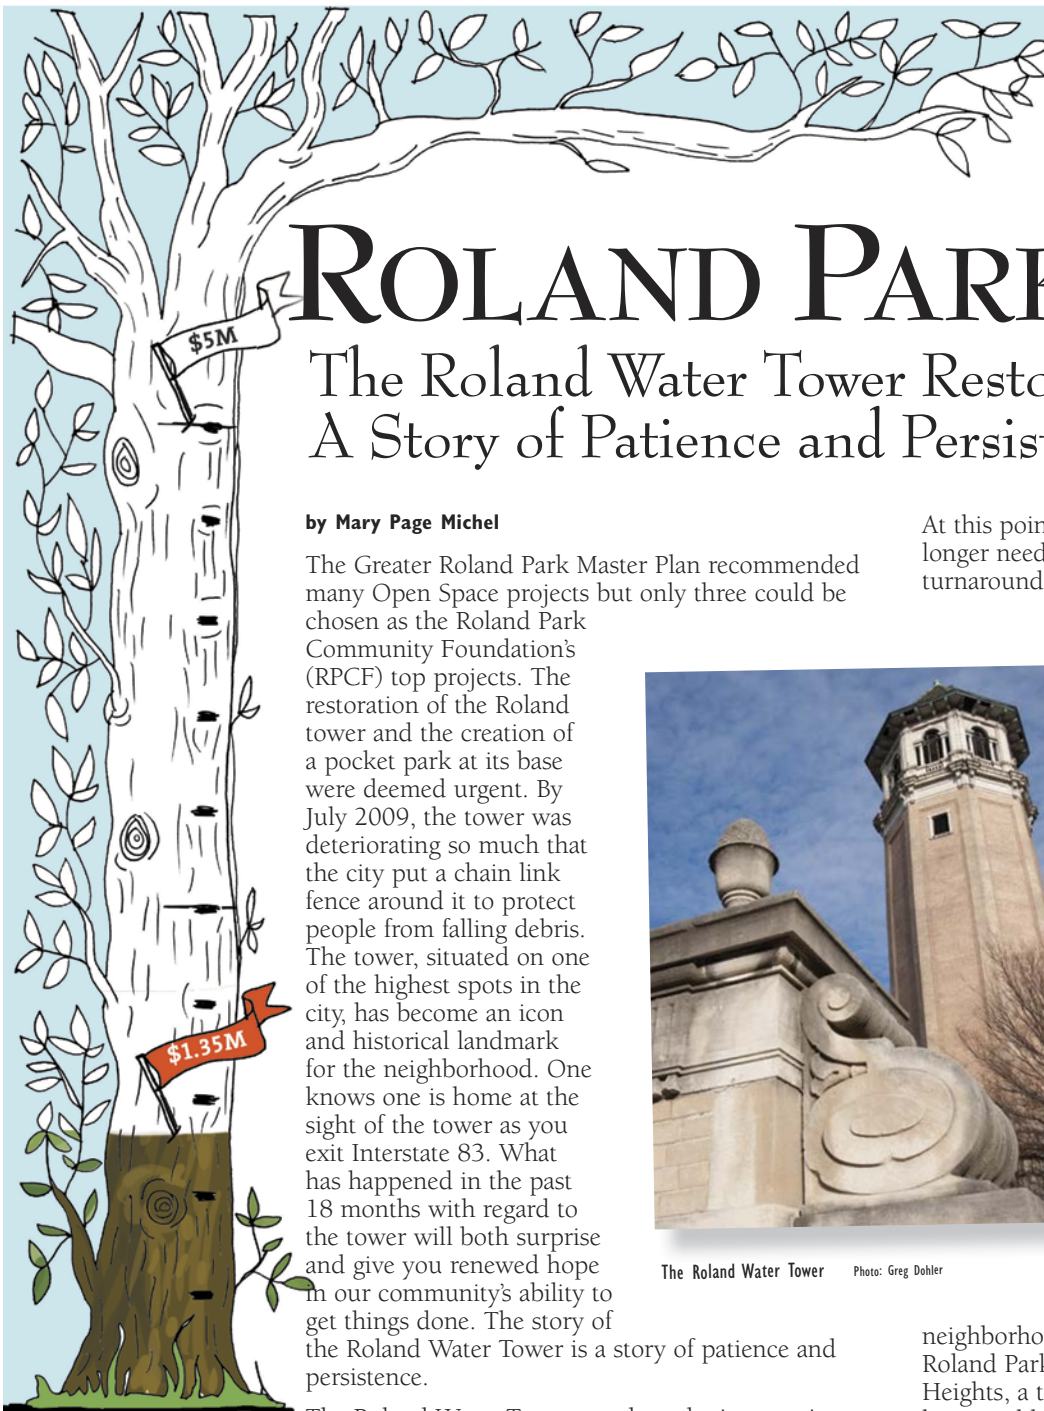 $5M
ROLAND PARK
The Roland Water Tower
A Story of Patience and
by Mary Page Michel
The Greater Roland Park Master Plan recommended
many Open Space projects but only three could be
chosen as the Roland Park
Community Foundation's
(RPCF) top projects. The
restoration of the Roland
tower and the creation of
a pocket park at its base
were deemed urgent. By
July 2009, the tower was
deteriorating so much that
the city put a chain link
fence around it to protect
people from falling debris.
The tower, situated on one
of the highest spots in the
city, has become an icon
and historical landmark
for the neighborhood. One
knows one is home at the
sight of the tower as you
exit Interstate 83. What
has happened in the past
18 months with regard to
the tower will both surprise
and give you renewed hope
in our community's ability to
get things done. The story of
the Roland Water Tower is a story of patience and
persistence.
$1.35M
At this
longer
turnaround
The Roland Water Tower
Photo: Greg Dohler
Roland Park
Heights, a